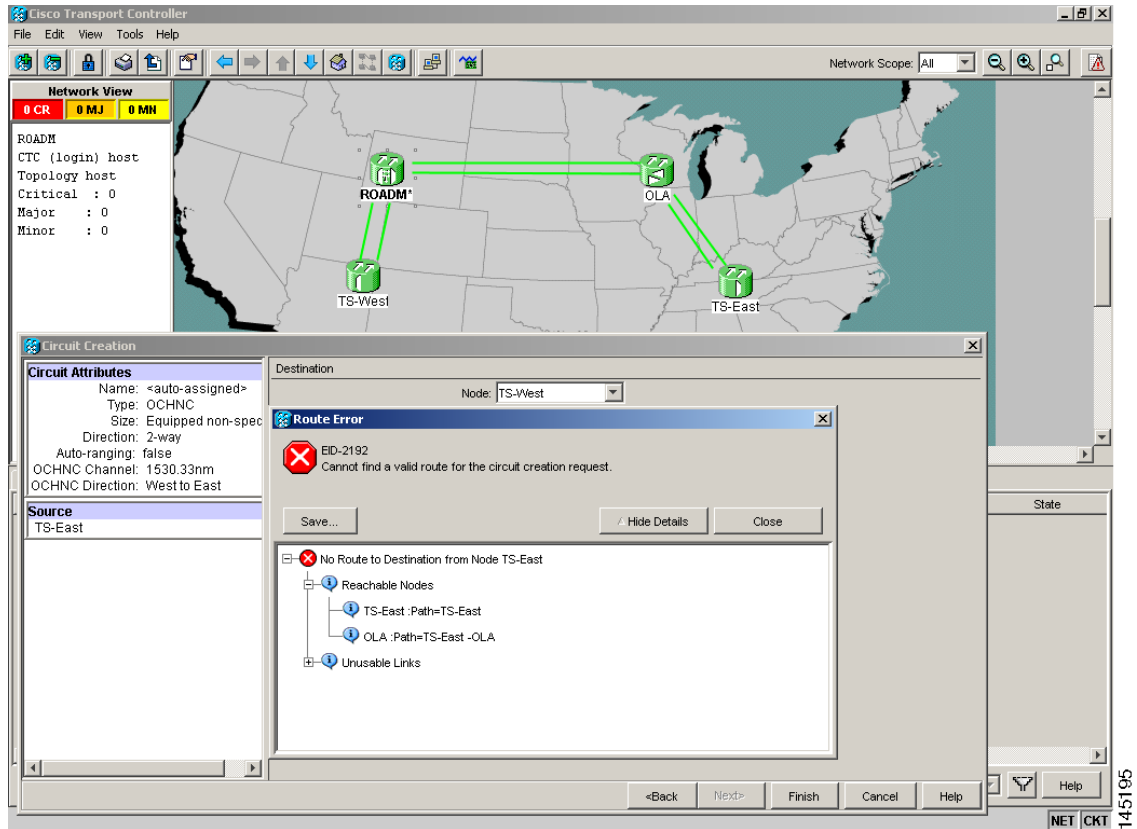 Cisco Transport Controller
File Edit View Tools Help
Network Scope: All
Network View
0 CR 0 MJ 0 MN
ROADM
CTC (login) host
Topology host
Critical : 0
Major : 0
Minor : 0
ROADM*
OLA
TS-West
TS-East
Circuit Creation
Circuit Attributes
Name: <auto-assigned>
Type: OCHNC
Size: Equipped non-spec
Direction: 2-way
Auto-ranging: false
OCHNC Channel: 1530.33nm
OCHNC Direction: West to East
Source
TS-East
Destination
Node: TS-West
Route Error
EID-2192
Cannot find a valid route for the circuit creation request.
Save...
Hide Details
Close
No Route to Destination from Node TS-East
Reachable Nodes
TS-East :Path=TS-East
OLA :Path=TS-East -OLA
Unusable Links
State
Help
<Back
Next>
Finish
Cancel
Help
NET CKT
145195